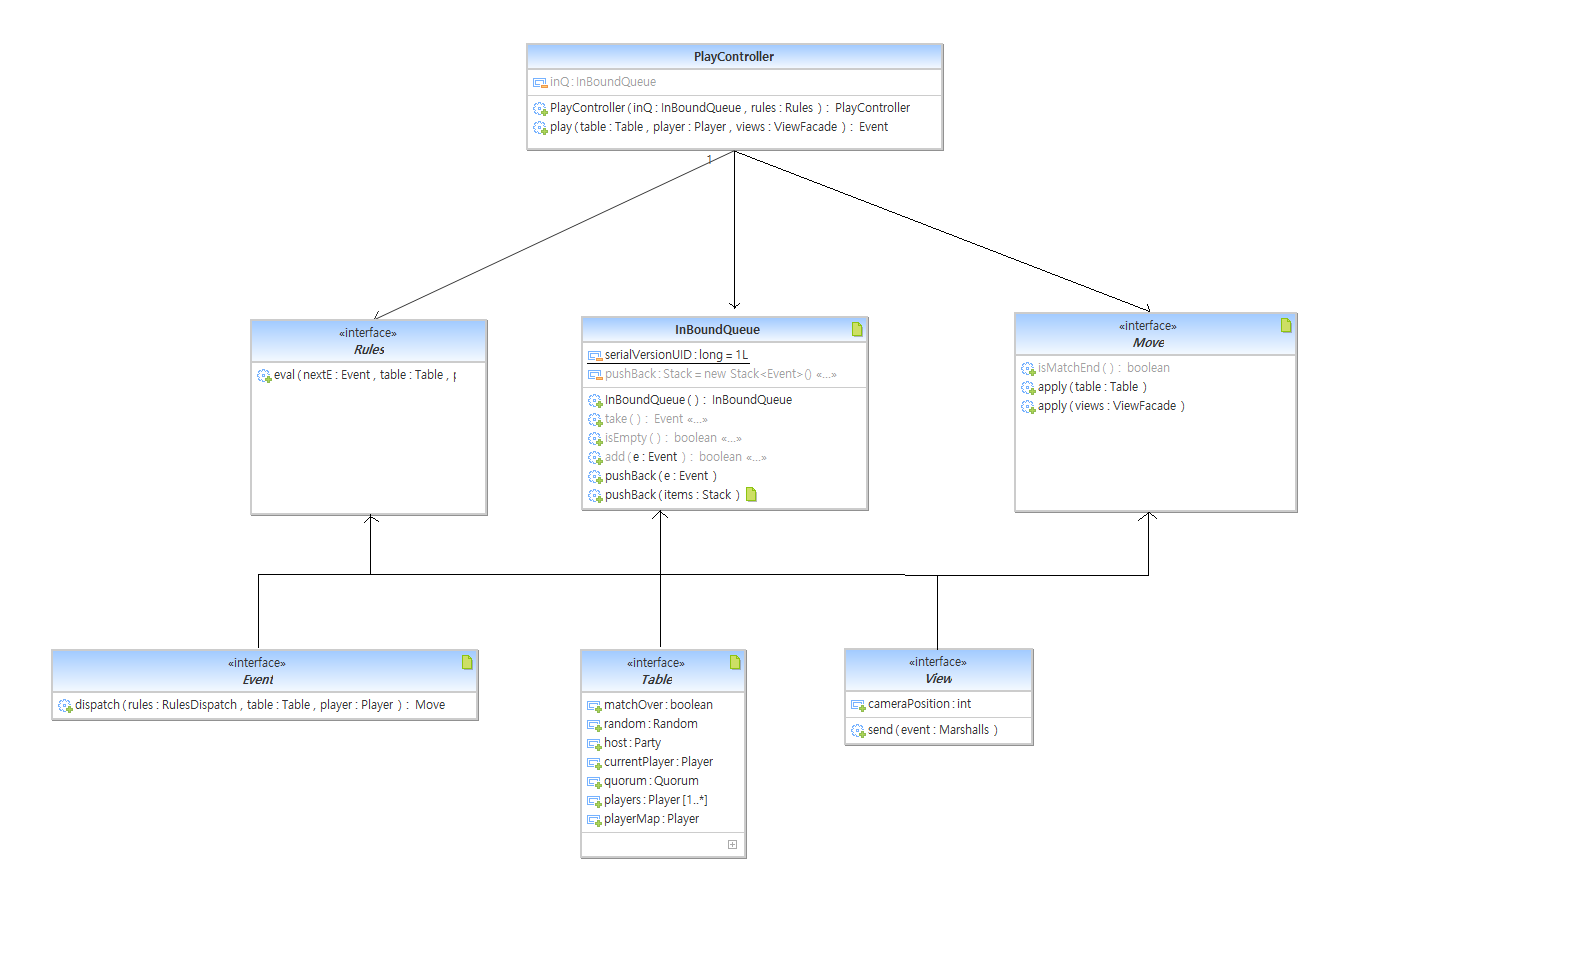 PlayController
inQ : InBoundQueue
PlayController ( inQ : InBoundQueue , rules : Rules ) : PlayController
play ( table : Table , player : Player , views : ViewFacade ) : Event
1
«interface»
Rules
eval ( nextE : Event , table : Table , p
InBoundQueue
serialVersionUID : long = 1L
pushBack : Stack = new Stack<Event>() «...»
InBoundQueue ( ) : InBoundQueue
take ( ) : Event «...»
isEmpty ( ) : boolean «...»
add ( e : Event ) : boolean «...»
pushBack ( e : Event )
pushBack ( items : Stack )
«interface»
Move
isMatchEnd ( ) : boolean
apply ( table : Table )
apply ( views : ViewFacade )
«interface»
Event
dispatch ( rules : RulesDispatch , table : Table , player : Player ) : Move
«interface»
Table
matchOver : boolean
random : Random
host : Party
currentPlayer : Player
quorum : Quorum
players : Player [1..*]
playerMap : Player
«interface»
View
cameraPosition : int
send ( event : Marshalls )